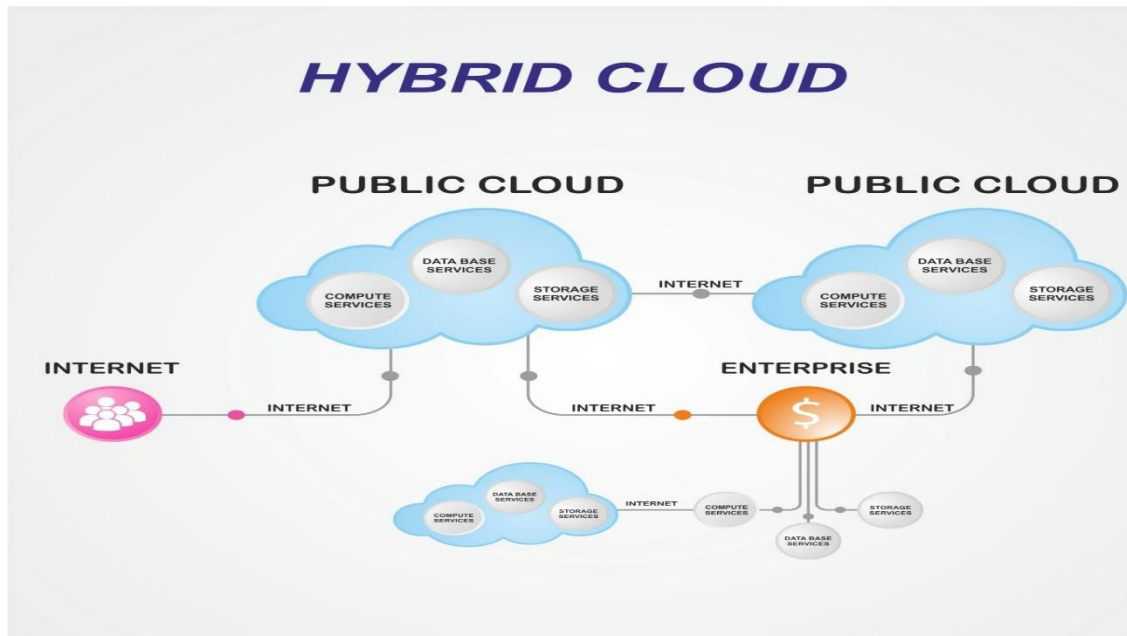 HYBRID CLOUD
PUBLIC CLOUD
PUBLIC CLOUD
DATA BASE
SERVICES
COMPUTE
SERVICES
STORAGE
SERVICES
INTERNET
DATA BASE
SERVICES
COMPUTE
SERVICES
STORAGE
SERVICES
INTERNET
INTERNET
INTERNET
ENTERPRISE
$
INTERNET
DATA BASE
SERVICES
COMPUTE
SERVICES
STORAGE
SERVICES
INTERNET
COMPUTE
SERVICES
STORAGE
SERVICES
DATA BASE
SERVICES